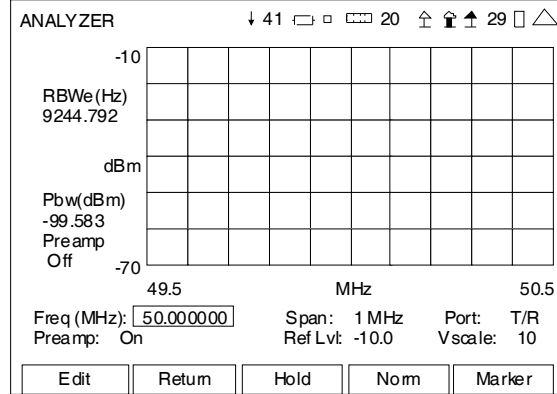 ANALYZER ↓ 41 20 29
-10
RBWe(Hz)
9244.792
dBm
Pbw(dBm)
-99.583
Preamp
Off
-70
49.5 MHz 50.5
Freq (MHz): 50.000000 Span: 1 MHz Port: T/R
Preamp: On Ref Lvl: -10.0 Vscale: 10
Edit Return Hold Norm Marker